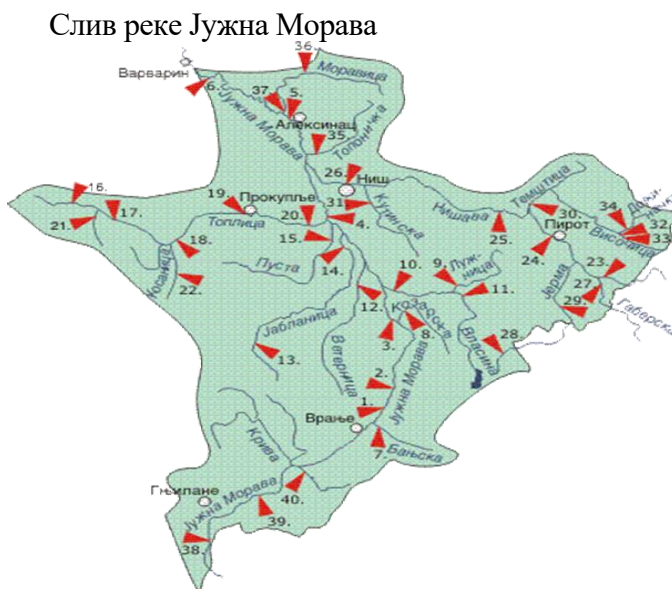 Слив реке Јужна Морава
36.
Варварин
Моравица
6.
37.
5.
Јужна Морава
Алексинац
35.
Топоничка
26.
Ниш
16.
19.
Прокупље
31.
Кутинска
Темштица
34.
32.
33.
21.
17.
20.
4.
Нишава
30.
Височица
Топлица
25.
Пирот
18.
15.
24.
23.
Косаница
22.
Пуста
14.
10.
9.
Лужница
11.
Јерма
27.
29.
Габерска
12.
Козарска
Јабланица
3.
8.
Власина
28.
13.
Ветерница
2.
Јужна Морава
1.
Врање
7.
Бањска
Крива
Гњилане
Јужна Морава
40.
39.
38.